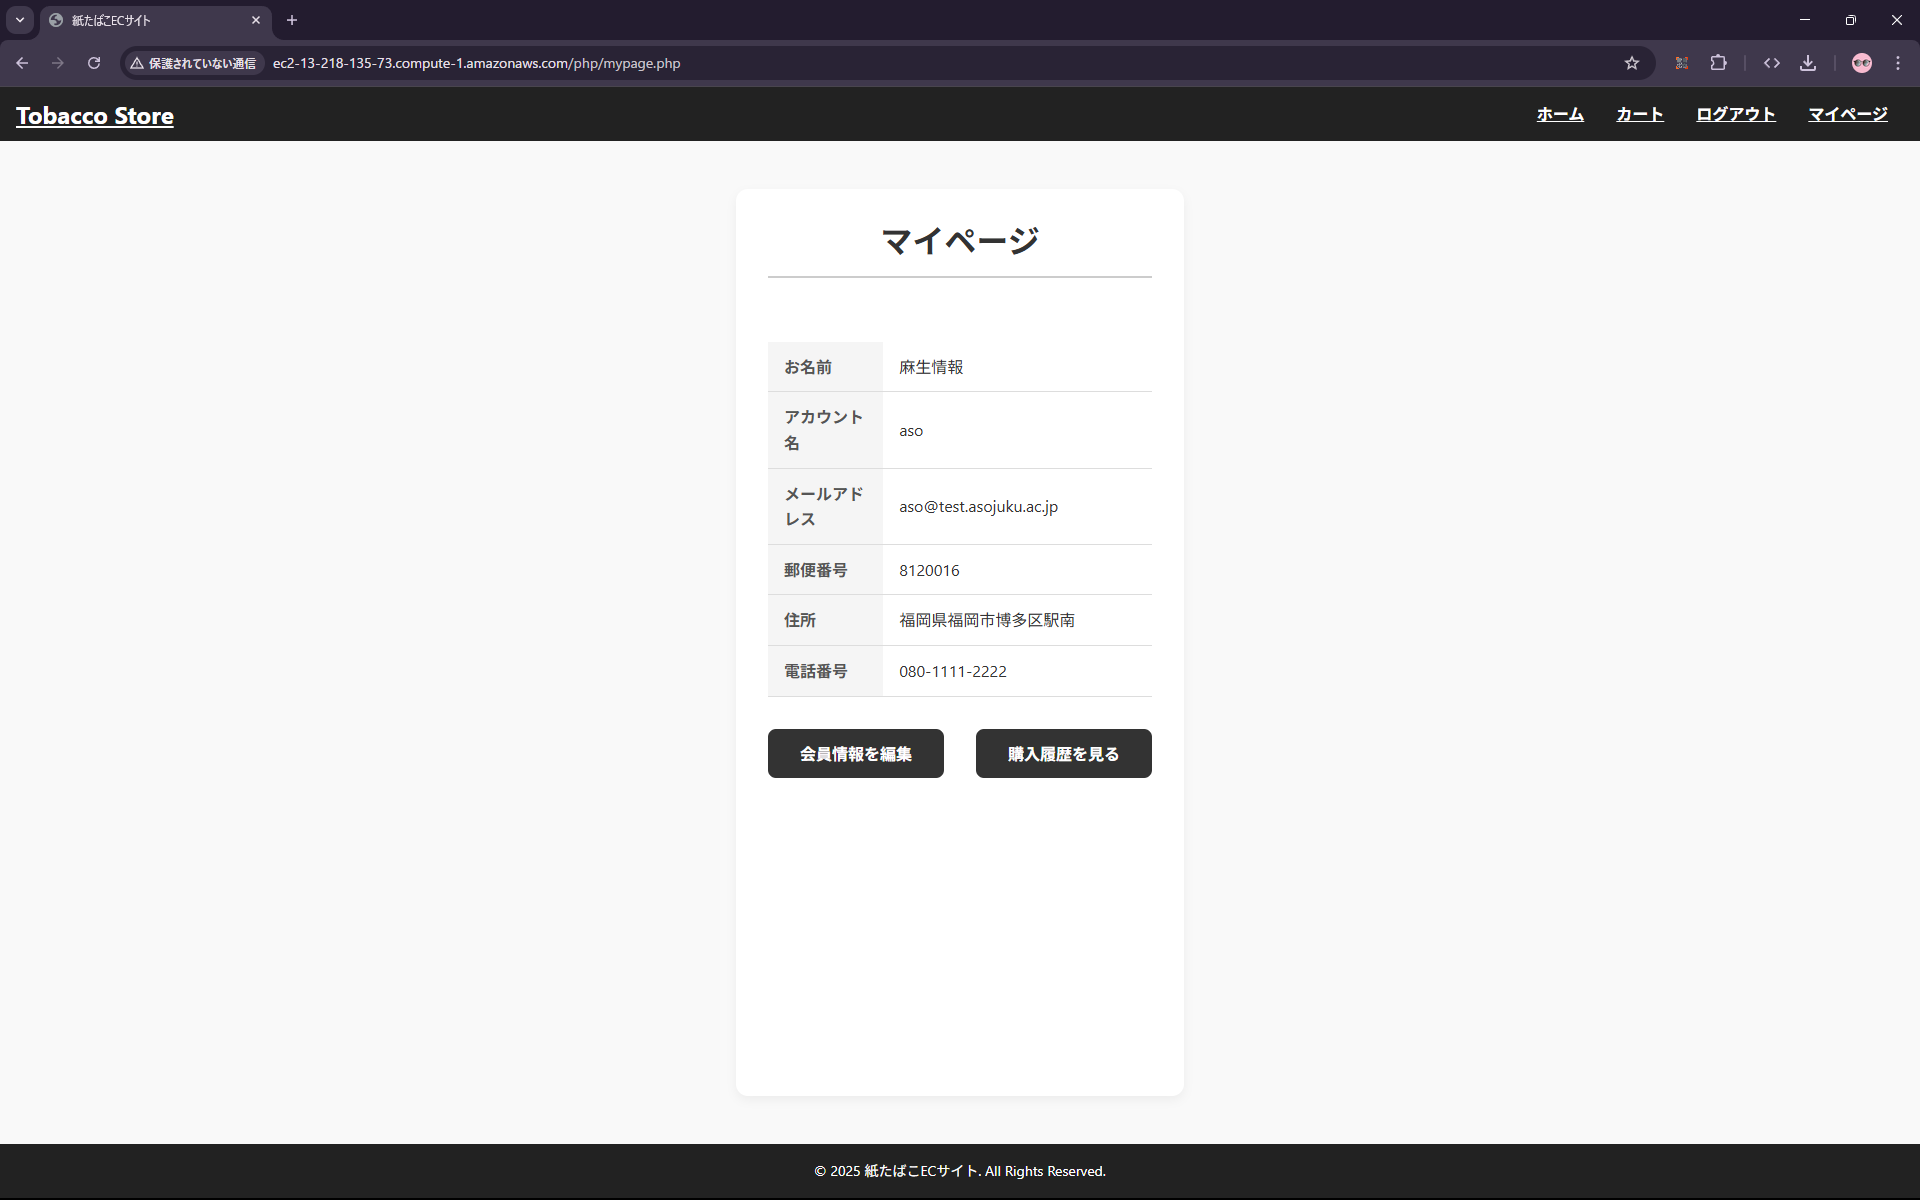 紙たばこECサイト
保護されていない通信
ec2-13-218-135-73.compute-1.amazonaws.com/php/mypage.php
Tobacco Store
ホーム カート ログアウト マイページ
マイページ
お名前 麻生情報
アカウント
名
aso
メールアド
レス
aso@test.asojuku.ac.jp
郵便番号 8120016
住所 福岡県福岡市博多区駅南
電話番号 080-1111-2222
会員情報を編集 購入履歴を見る
© 2025 紙たばこECサイト. All Rights Reserved.